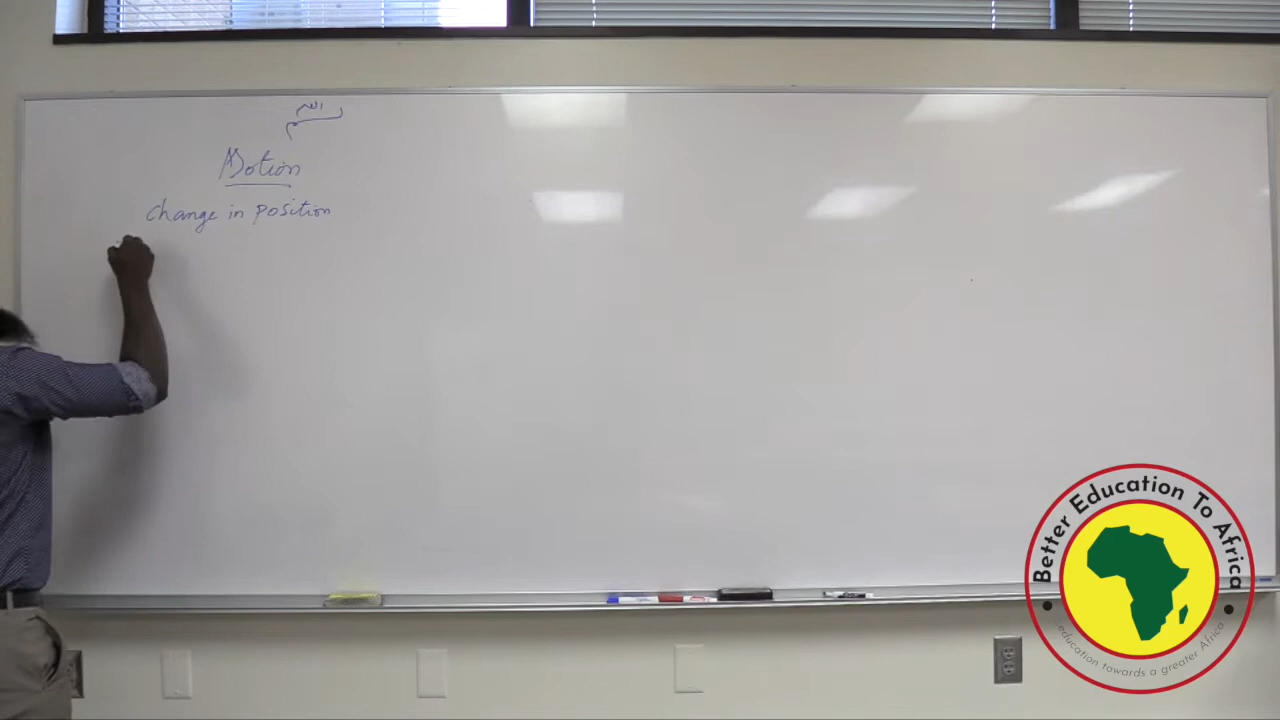 Motion
change in position
Better Education To Africa
education towards a greater Africa